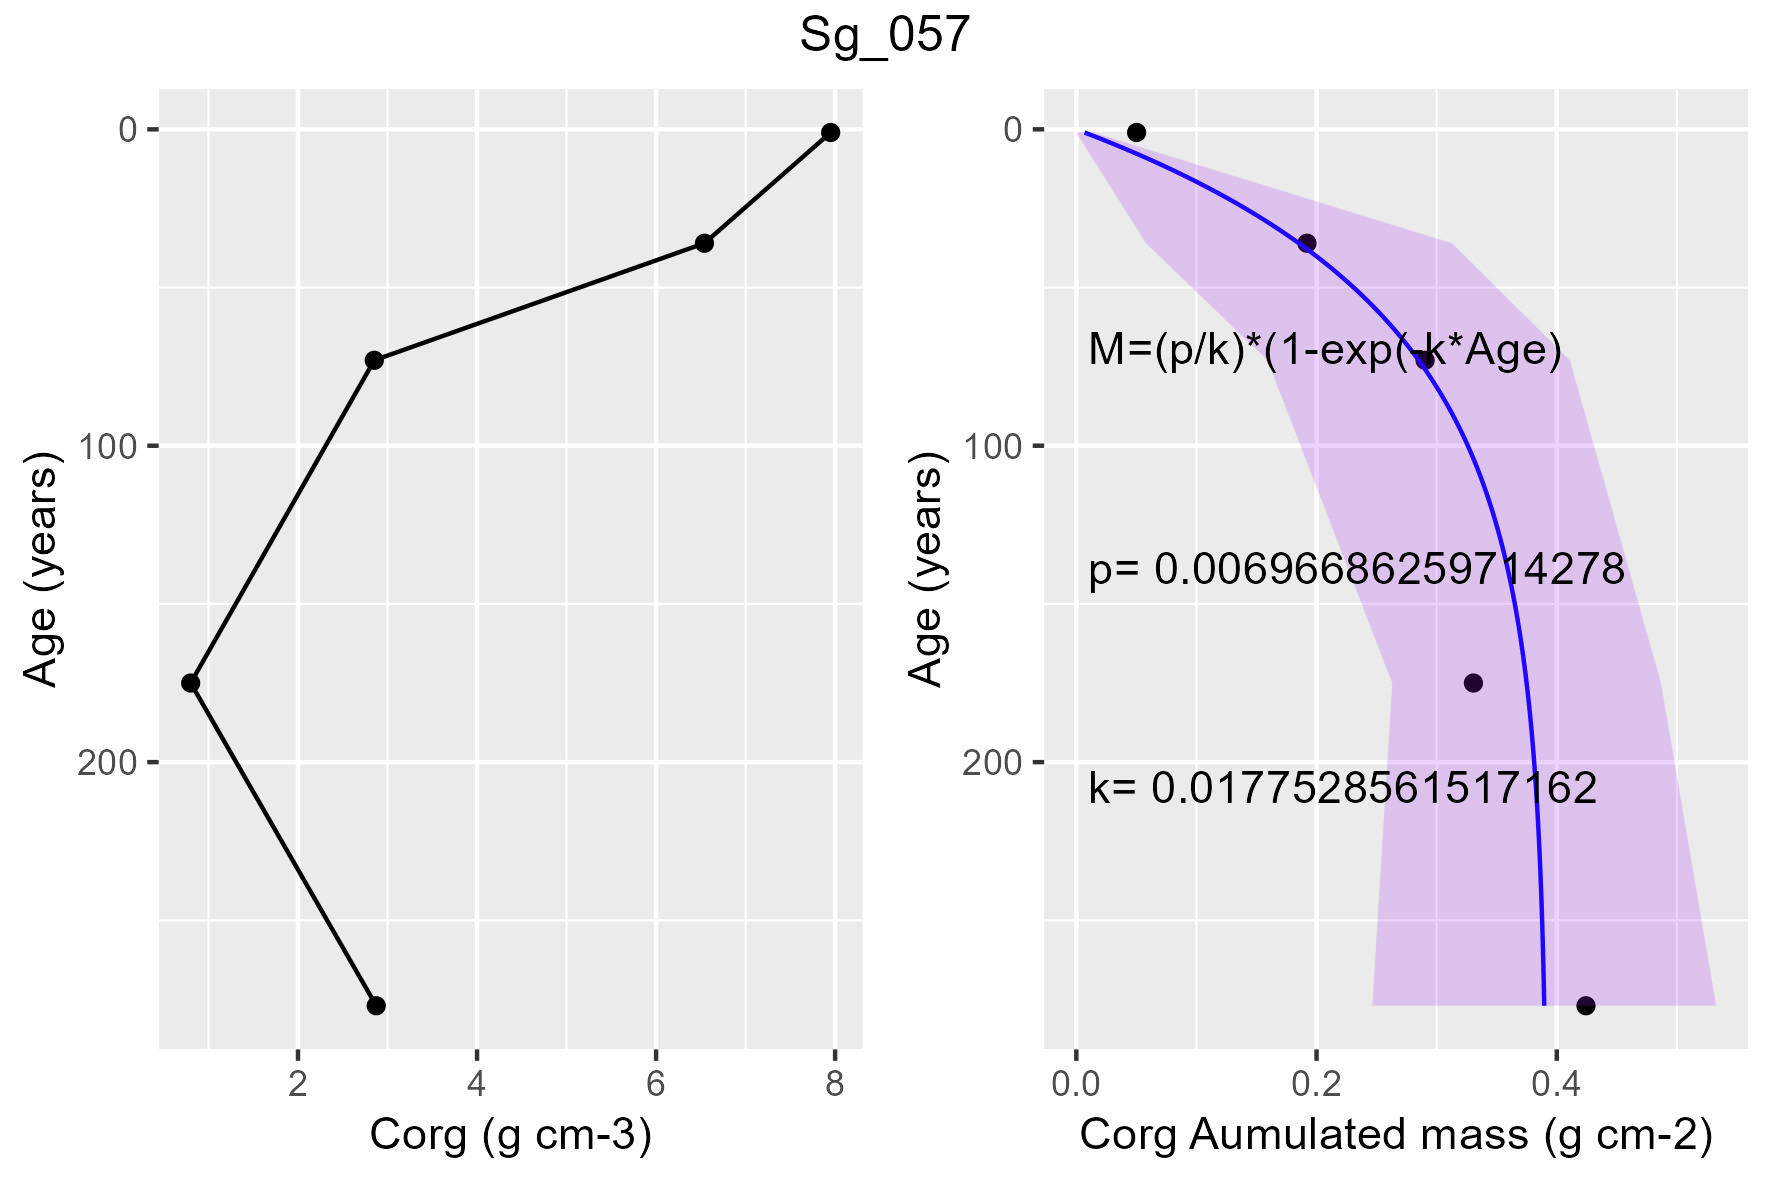 Sg_057
0
100
200
Age (years)
2
4
6
8
Corg (g cm-3)
0
100
200
Age (years)
M=(p/k)*(1-exp(-k*Age)
p= 0.00696686259714278
k= 0.0177528561517162
0.0
0.2
0.4
Corg Aumulated mass (g cm-2)